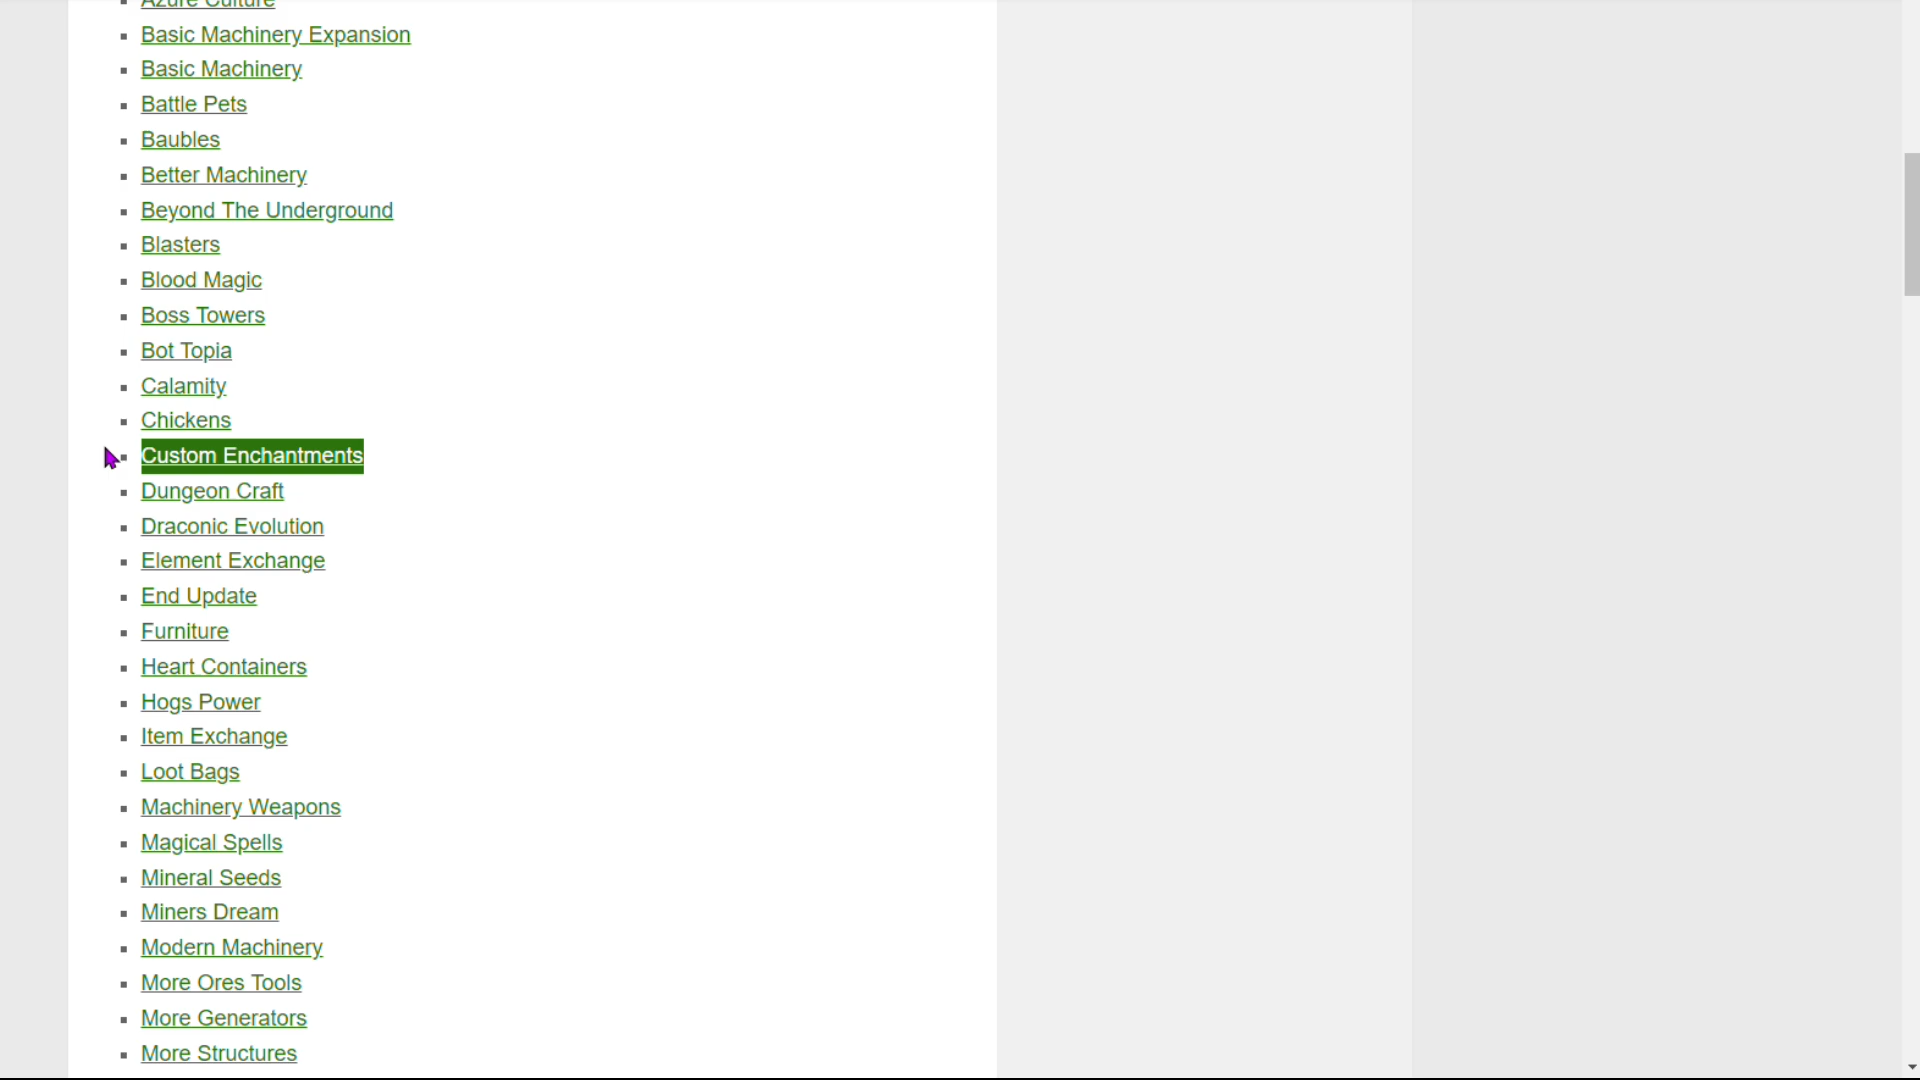 Azure Culture
Basic Machinery Expansion
Basic Machinery
Battle Pets
Baubles
Better Machinery
Beyond The Underground
Blasters
Blood Magic
Boss Towers
Bot Topia
Calamity
Chickens
Custom Enchantments
Dungeon Craft
Draconic Evolution
Element Exchange
End Update
Furniture
Heart Containers
Hogs Power
Item Exchange
Loot Bags
Machinery Weapons
Magical Spells
Mineral Seeds
Miners Dream
Modern Machinery
More Ores Tools
More Generators
More Structures